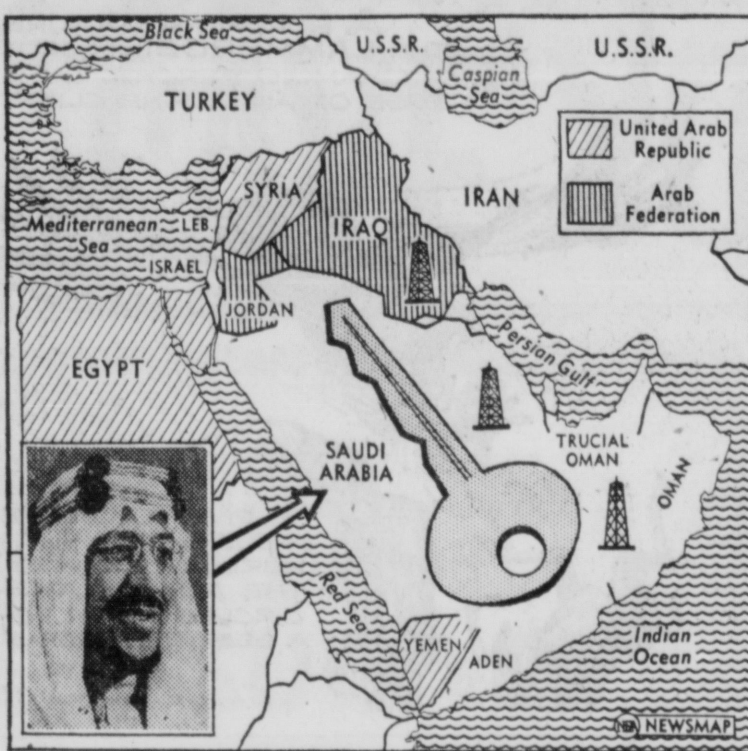 Black Sea
U.S.S.R.
U.S.S.R.
Caspian
Sea
TURKEY
United Arab
Republic
Arab
Federation
SYRIA
IRAN
Mediterranean
Sea
LEB.
IRAQ
ISRAEL
JORDAN
EGYPT
Persian Gulf
SAUDI
ARABIA
TRUCIAL
OMAN
OMAN
Red Sea
YEMEN
ADEN
Indian
Ocean
NEA NEWSMAP